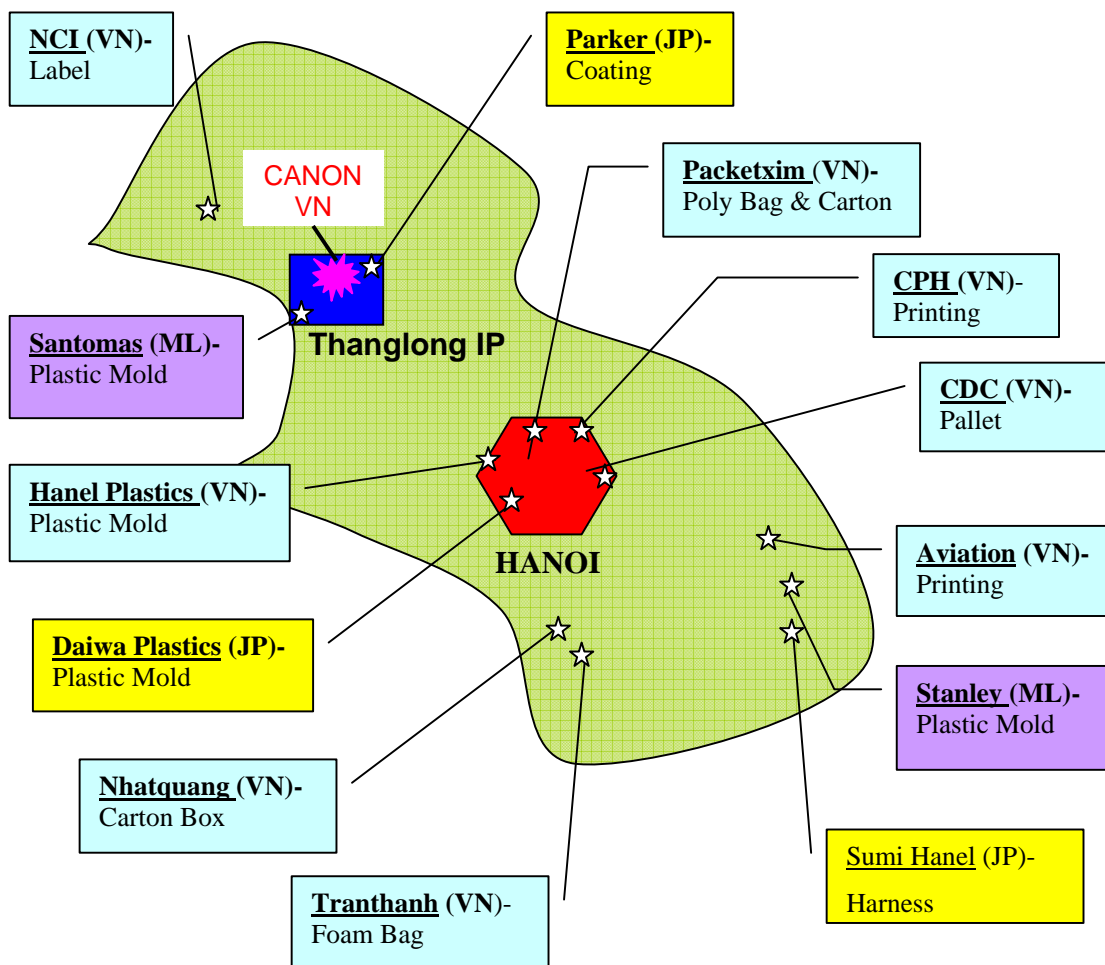 NCI (VN)-
Label
Parker (JP)-
Coating
CANON
VN
Packetxim (VN)-
Poly Bag & Carton
CPH (VN)-
Printing
Santomas (ML)-
Plastic Mold
Thanglong IP
CDC (VN)-
Pallet
Hanel Plastics (VN)-
Plastic Mold
HANOI
Aviation (VN)-
Printing
Daiwa Plastics (JP)-
Plastic Mold
Stanley (ML)-
Plastic Mold
Nhatquang (VN)-
Carton Box
Sumi Hanel (JP)-
Harness
Tranthanh (VN)-
Foam Bag